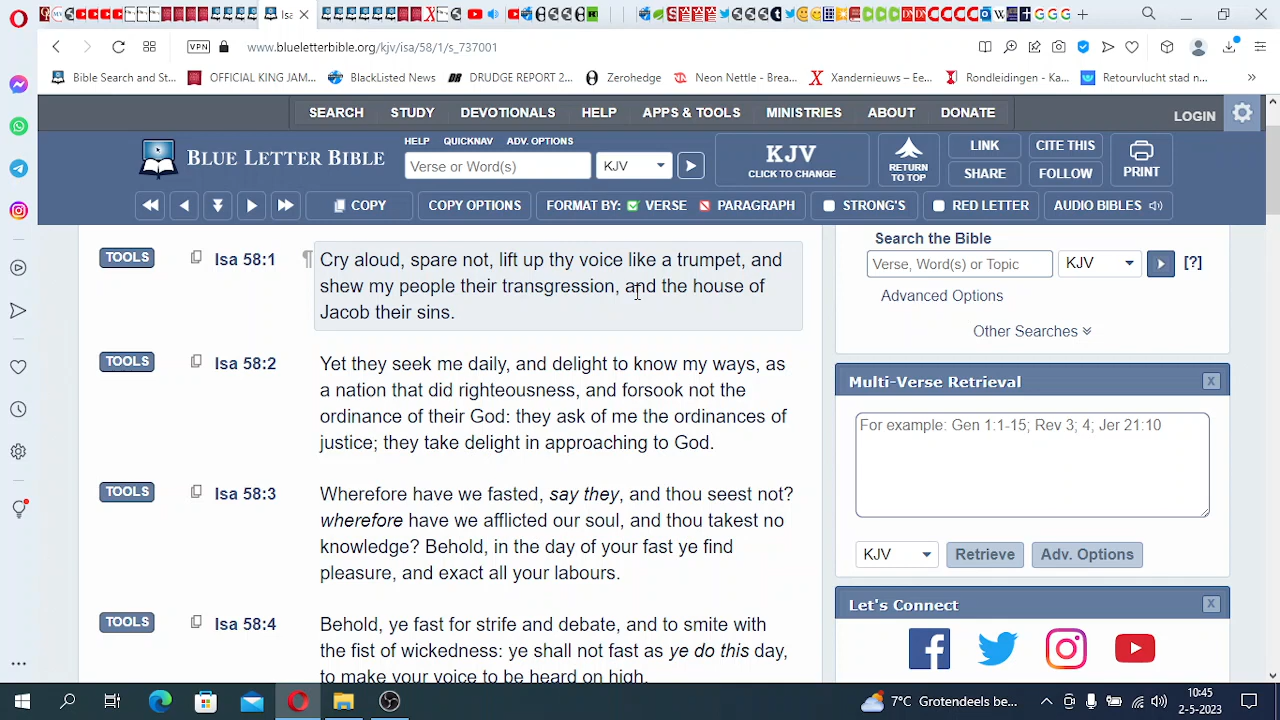 Isa
www.blueletterbible.org/kjv/isa/58/1/s_737001
VPN
Bible Search and St...
OFFICIAL KING JAM...
BlackListed News
DRUDGE REPORT 2...
Zerohedge
Neon Nettle - Brea...
Xandernieuws – Ee...
Rondleidingen - Ka...
Retourvlucht stad n...
SEARCH STUDY DEVOTIONALS HELP APPS & TOOLS MINISTRIES ABOUT DONATE
LOGIN
BLUE LETTER BIBLE
HELP QUICKNAV ADV. OPTIONS
Verse or Word(s)
KJV
KJV
CLICK TO CHANGE
RETURN
TO TOP
LINK
CITE THIS
SHARE
FOLLOW
PRINT
COPY
COPY OPTIONS
FORMAT BY: VERSE PARAGRAPH
STRONG'S
RED LETTER
AUDIO BIBLES
TOOLS
Isa 58:1
¶ Cry aloud, spare not, lift up thy voice like a trumpet, and
shew my people their transgression, and the house of
Jacob their sins.
TOOLS
Isa 58:2
Yet they seek me daily, and delight to know my ways, as
a nation that did righteousness, and forsook not the
ordinance of their God: they ask of me the ordinances of
justice; they take delight in approaching to God.
TOOLS
Isa 58:3
Wherefore have we fasted, say they, and thou seest not?
wherefore have we afflicted our soul, and thou takest no
knowledge? Behold, in the day of your fast ye find
pleasure, and exact all your labours.
TOOLS
Isa 58:4
Behold, ye fast for strife and debate, and to smite with
the fist of wickedness: ye shall not fast as ye do this day,
to make your voice to be heard on high.
Search the Bible
Verse, Word(s) or Topic
KJV
[?]
Advanced Options
Other Searches
Multi-Verse Retrieval
X
For example: Gen 1:1-15; Rev 3; 4; Jer 21:10
KJV
Retrieve
Adv. Options
Let's Connect
X
7°C Grotendeels be...
10:45
2-5-2023